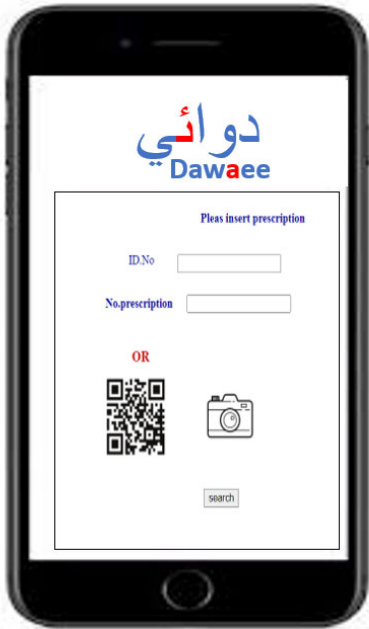 دوائي
Dawaee
Pleas insert prescription
ID.No
No.prescription
OR
search